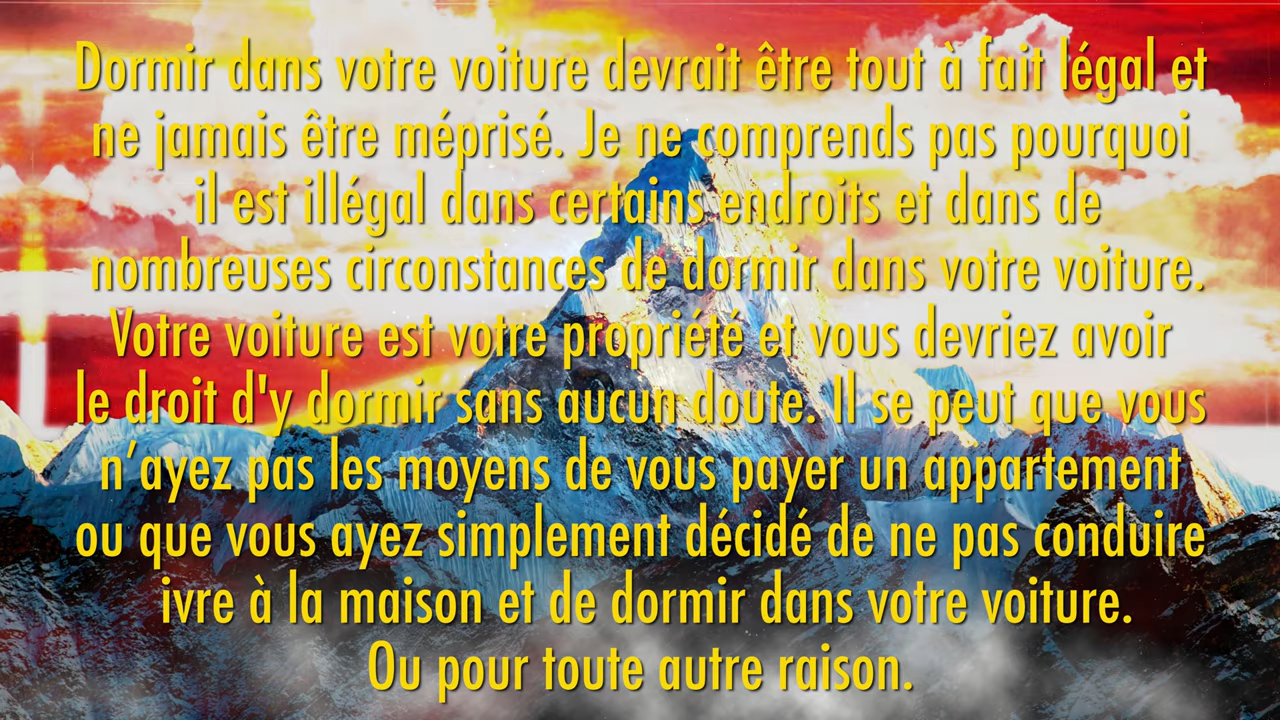 Dormir dans votre voiture devrait être tout à fait légal et
ne jamais être méprisé. Je ne comprends pas pourquoi
il est illégal dans certains endroits et dans de
nombreuses circonstances de dormir dans votre voiture.
Votre voiture est votre propriété et vous devriez avoir
le droit d'y dormir sans aucun doute. Il se peut que vous
n’ayez pas les moyens de vous payer un appartement
ou que vous ayez simplement décidé de ne pas conduire
ivre à la maison et de dormir dans votre voiture.
Ou pour toute autre raison.